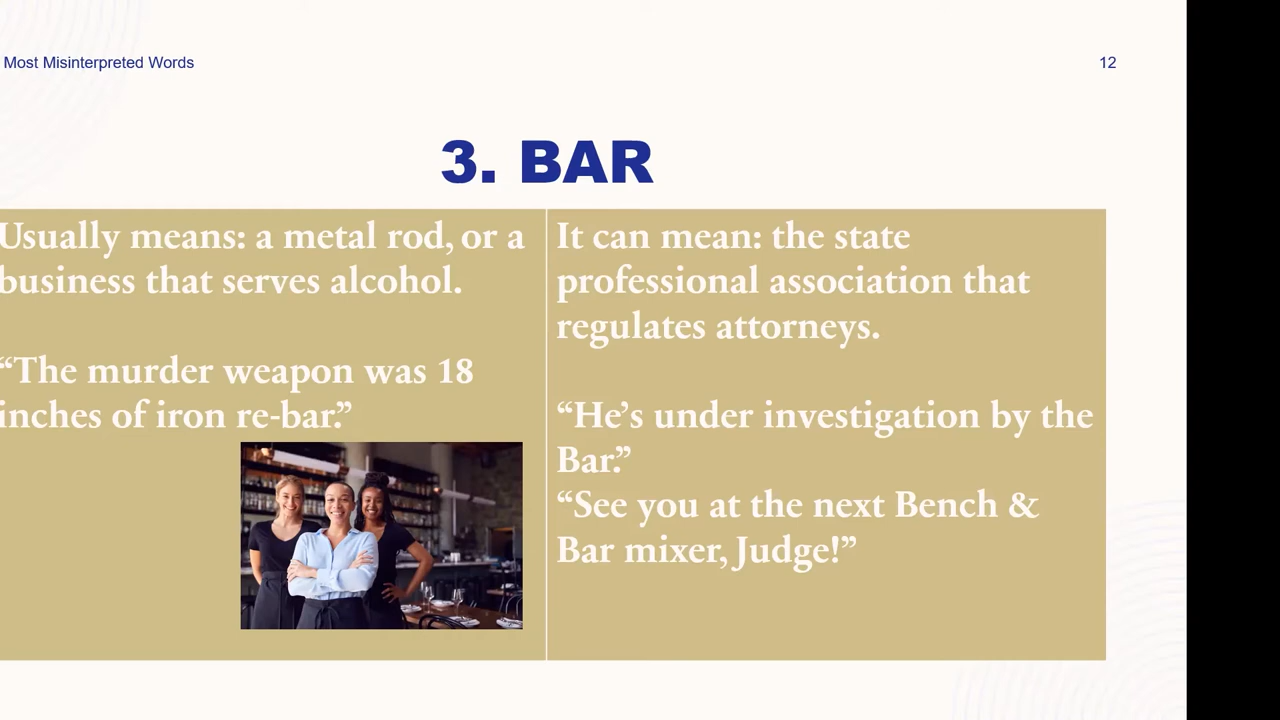 Most Misinterpreted Words
12
3. BAR
Usually means: a metal rod, or a
business that serves alcohol.
“The murder weapon was 18
inches of iron re-bar.”
It can mean: the state
professional association that
regulates attorneys.
“He’s under investigation by the
Bar.”
“See you at the next Bench &
Bar mixer, Judge!”